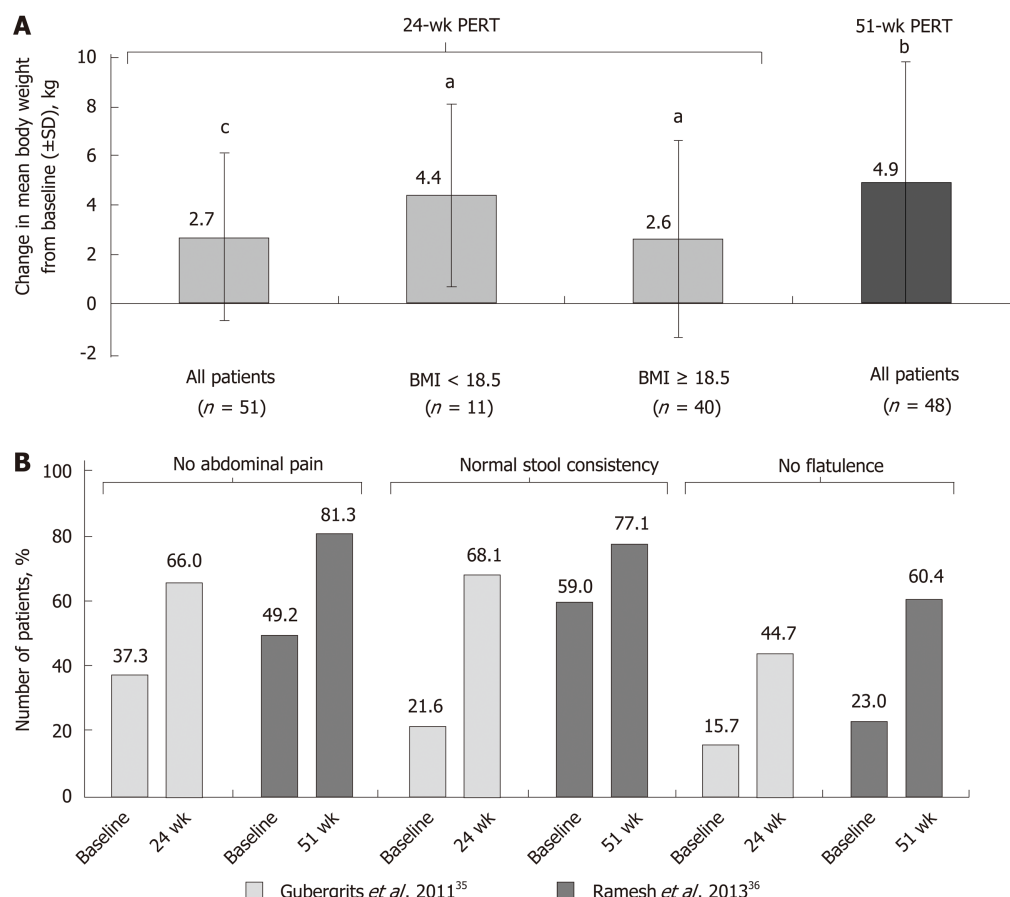 A
24-wk PERT
51-wk PERT
Change in mean body weight
from baseline (±SD), kg
10
8
6
4
2
0
-2
c
a
a
b
2.7
4.4
2.6
4.9
All patients
(n = 51)
BMI < 18.5
(n = 11)
BMI ≥ 18.5
(n = 40)
All patients
(n = 48)
B
No abdominal pain
Normal stool consistency
No flatulence
Number of patients, %
100
80
60
40
20
0
37.3
66.0
49.2
81.3
21.6
68.1
59.0
77.1
15.7
44.7
23.0
60.4
Baseline
24 wk
Baseline
51 wk
Baseline
24 wk
Baseline
51 wk
Baseline
24 wk
Baseline
51 wk
Gubergrits et al. 2011³⁵
Ramesh et al. 2013³⁶